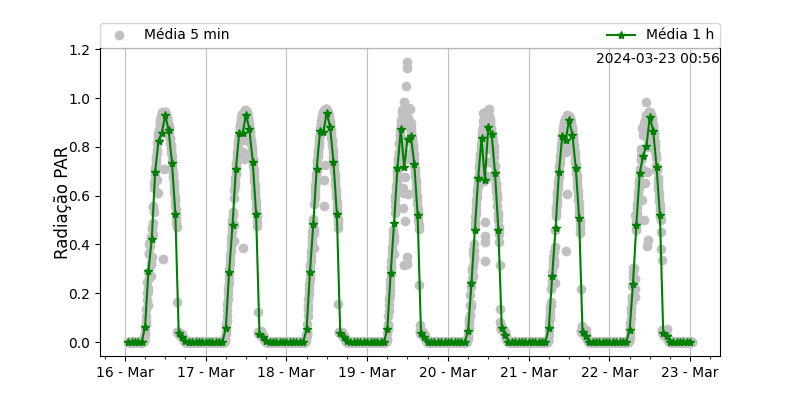 Média 5 min
Média 1 h
2024-03-23 00:56
Radiação PAR
1.2
1.0
0.8
0.6
0.4
0.2
0.0
16 - Mar
17 - Mar
18 - Mar
19 - Mar
20 - Mar
21 - Mar
22 - Mar
23 - Mar